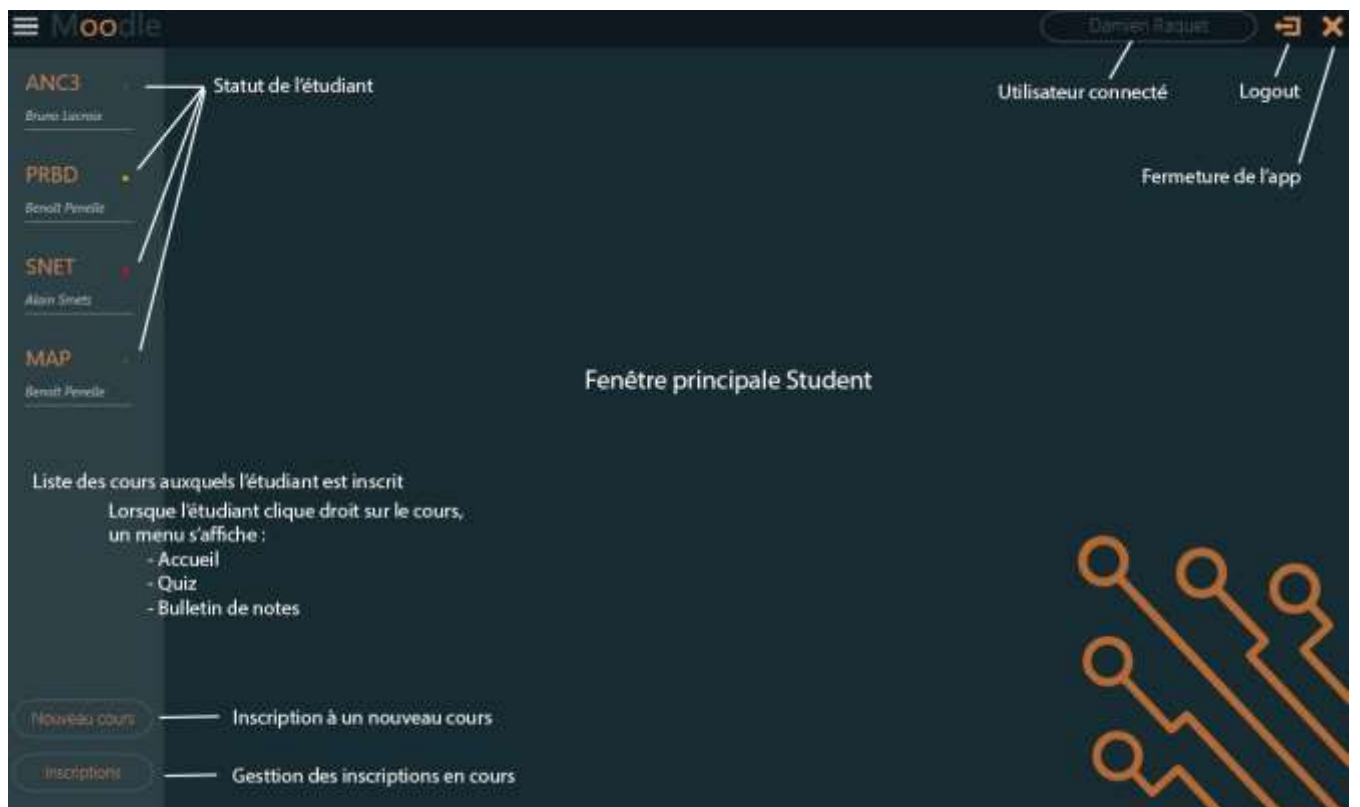 Moodle
Damien Raquet
ANC3
Statut de l'étudiant
Utilisateur connecté
Logout
Bruno Lacroix
PRBD
Fermeture de l'app
Benoît Penelle
SNET
Alain Smets
MAP
Fenêtre principale Student
Benoît Penelle
Liste des cours auxquels l'étudiant est inscrit
Lorsque l'étudiant clique droit sur le cours,
un menu s'affiche :
- Accueil
- Quiz
- Bulletin de notes
Nouveau cours
Inscription à un nouveau cours
Inscriptions
Gesttion des inscriptions en cours